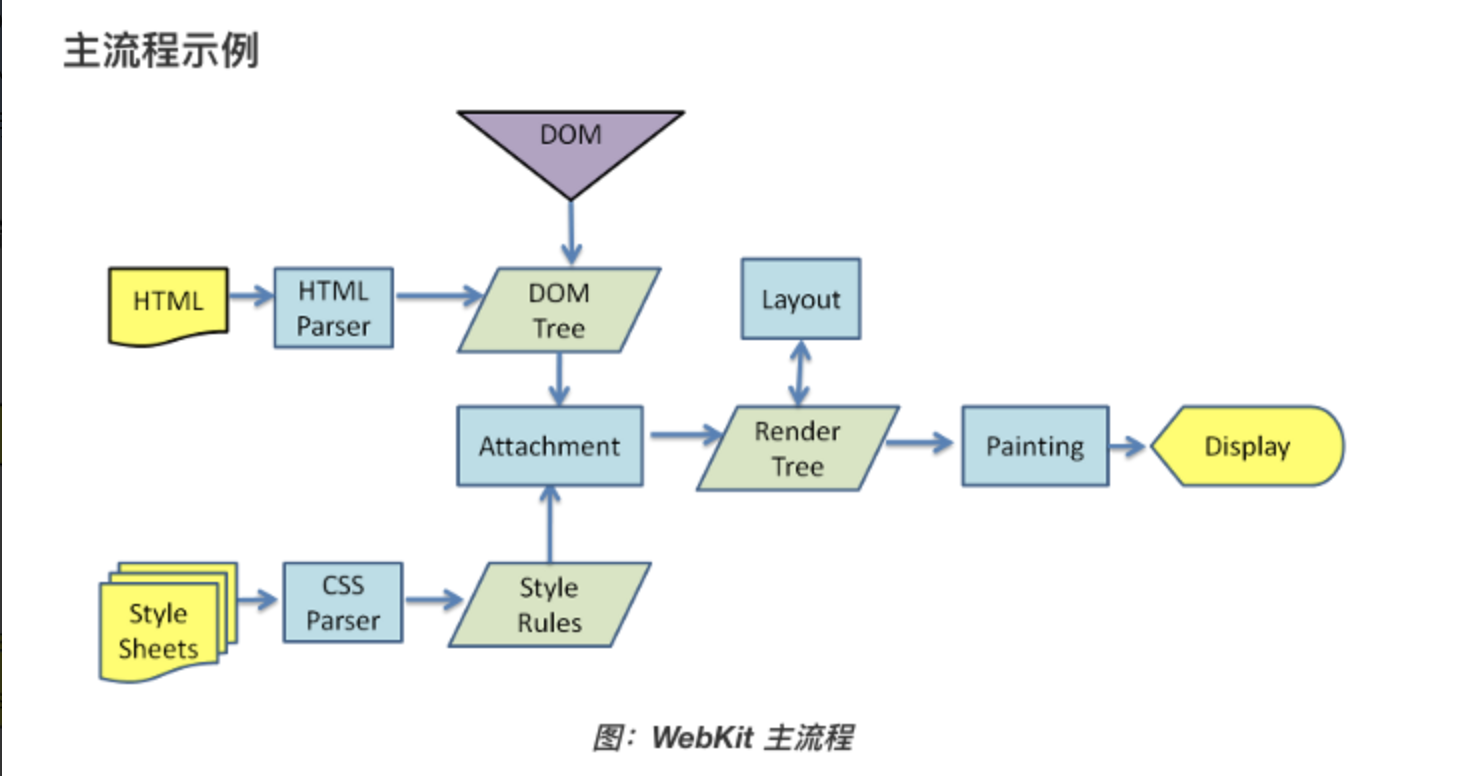 主流程示例
DOM
HTML
HTML
Parser
DOM
Tree
Layout
Attachment
Render
Tree
Painting
Display
Style
Sheets
CSS
Parser
Style
Rules
图：WebKit 主流程